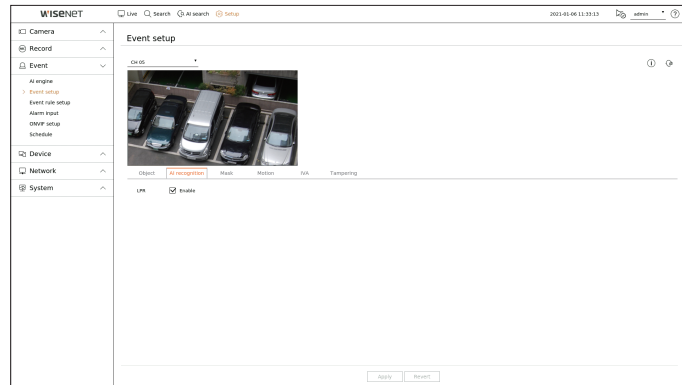 WISENET
Live Search AI search Setup
2021-01-06 11:33:13 admin
Camera
Record
Event
AI engine
Event setup
Event rule setup
Alarm input
ONVIF setup
Schedule
Device
Network
System
Event setup
CH 05
Object AI recognition Mask Motion IVA Tampering
LPR Enable
Apply Revert